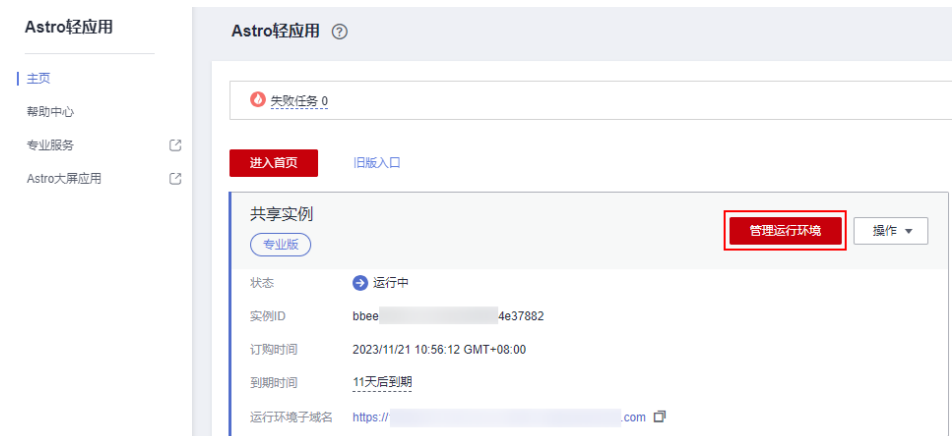 Astro轻应用
主页
帮助中心
专业服务
Astro大屏应用
Astro轻应用 ?
失败任务 0
进入首页 旧版入口
共享实例
专业版
管理运行环境 操作
状态 运行中
实例ID bbee 4e37882
订购时间 2023/11/21 10:56:12 GMT+08:00
到期时间 11天后到期
运行环境子域名 https:// .com